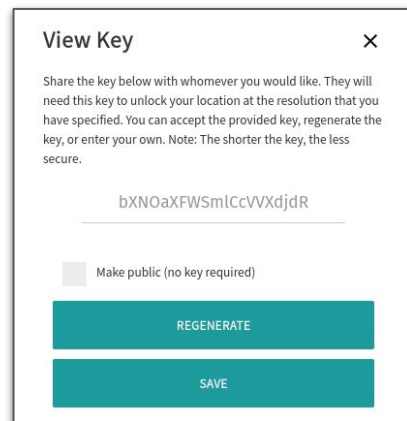 View Key
Share the key below with whomever you would like. They will
need this key to unlock your location at the resolution that you
have specified. You can accept the provided key, regenerate the
key, or enter your own. Note: The shorter the key, the less
secure.
bXNOaXFWSmlCcVVXdjdR
Make public (no key required)
REGENERATE
SAVE